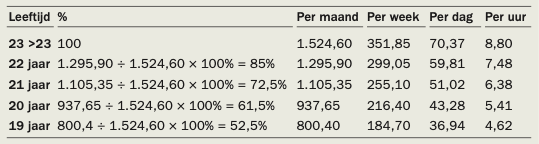 Leeftijd % Per maand Per week Per dag Per uur
23 >23 100 1.524,60 351,85 70,37 8,80
22 jaar 1.295,90 ÷ 1.524,60 × 100% = 85% 1.295,90 299,05 59,81 7,48
21 jaar 1.105,35 ÷ 1.524,60 × 100% = 72,5% 1.105,35 255,10 51,02 6,38
20 jaar 937,65 ÷ 1.524,60 × 100% = 61,5% 937,65 216,40 43,28 5,41
19 jaar 800,4 ÷ 1.524,60 × 100% = 52,5% 800,40 184,70 36,94 4,62